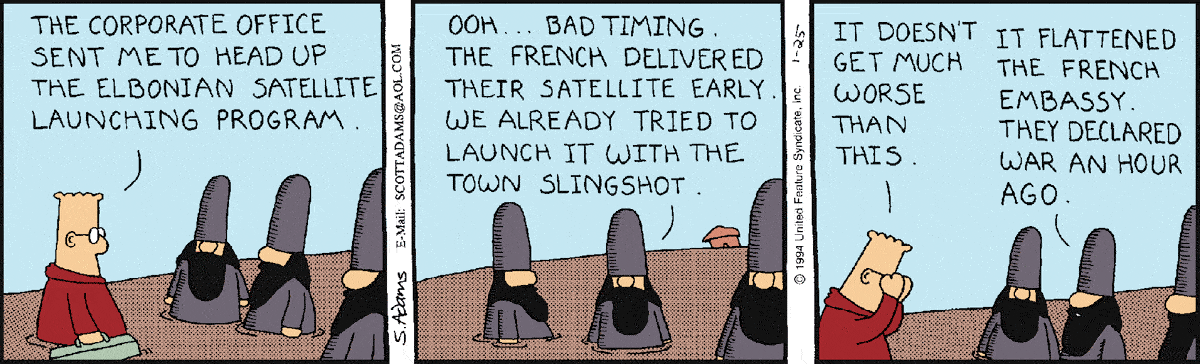 THE CORPORATE OFFICE
SENT ME TO HEAD UP
THE ELBONIAN SATELLITE
LAUNCHING PROGRAM.
S.Adams E-Mail: SCOTTADAMS@AOL.COM
OOH... BAD TIMING.
THE FRENCH DELIVERED
THEIR SATELLITE EARLY.
WE ALREADY TRIED TO
LAUNCH IT WITH THE
TOWN SLINGSHOT.
© 1994 United Feature Syndicate, Inc. 1-25-
IT DOESN'T
GET MUCH
WORSE
THAN
THIS.
IT FLATTENED
THE FRENCH
EMBASSY.
THEY DECLARED
WAR AN HOUR
AGO.